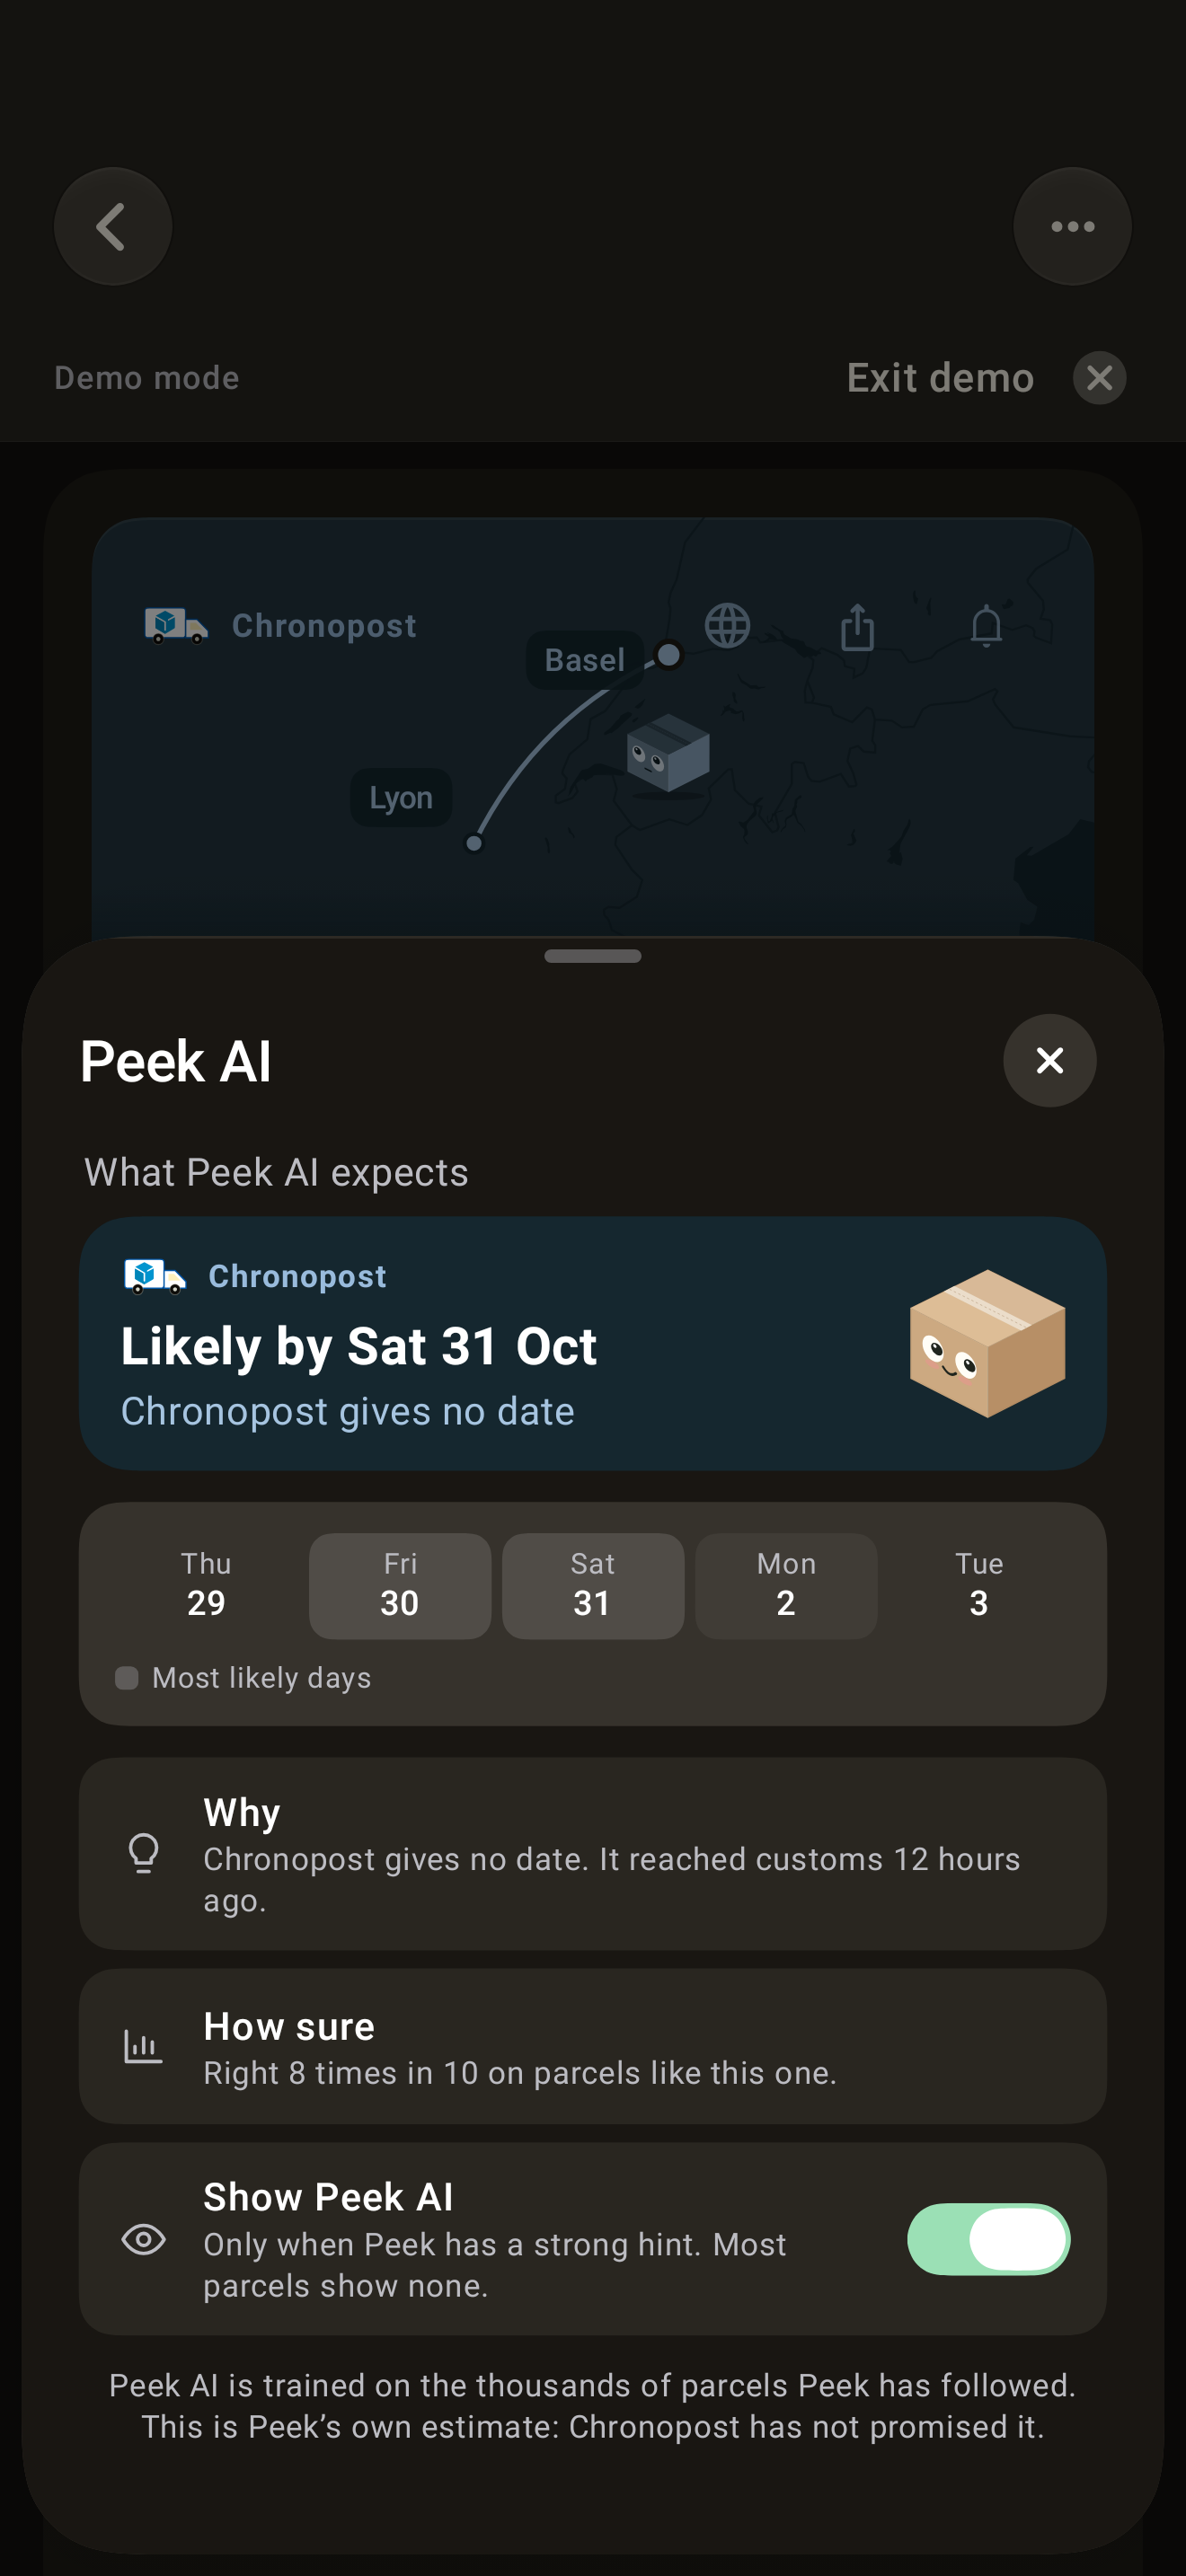 Demo mode
Exit demo
Chronopost
Basel
Lyon
Peek AI
What Peek AI expects
Chronopost
Likely by Sat 31 Oct
Chronopost gives no date
Thu
29
Fri
30
Sat
31
Mon
2
Tue
3
Most likely days
Why
Chronopost gives no date. It reached customs 12 hours
ago.
How sure
Right 8 times in 10 on parcels like this one.
Show Peek AI
Only when Peek has a strong hint. Most
parcels show none.
Peek AI is trained on the thousands of parcels Peek has followed.
This is Peek’s own estimate: Chronopost has not promised it.